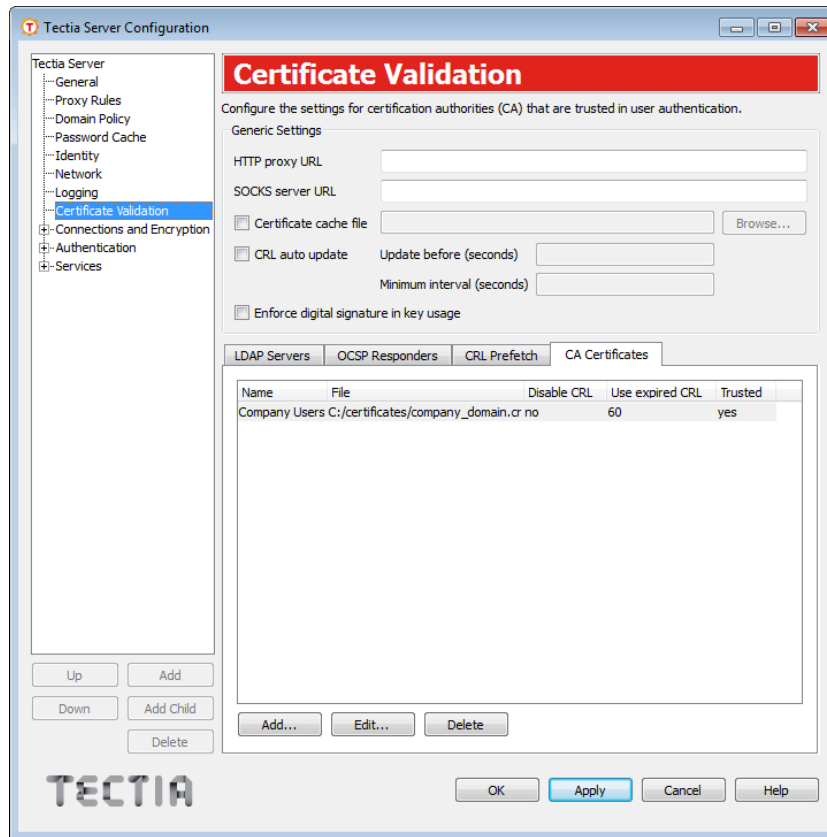 Tectia Server Configuration
Tectia Server
General
Proxy Rules
Domain Policy
Password Cache
Identity
Network
Logging
Certificate Validation
Connections and Encryption
Authentication
Services
Up Add
Down Add Child
Delete
TECTIA
Certificate Validation
Configure the settings for certification authorities (CA) that are trusted in user authentication.
Generic Settings
HTTP proxy URL
SOCKS server URL
Certificate cache file Browse...
CRL auto update Update before (seconds)
Minimum interval (seconds)
Enforce digital signature in key usage
LDAP Servers OCSP Responders CRL Prefetch CA Certificates
Name File Disable CRL Use expired CRL Trusted
Company Users C:/certificates/company_domain.cr no 60 yes
Add... Edit... Delete
OK Apply Cancel Help